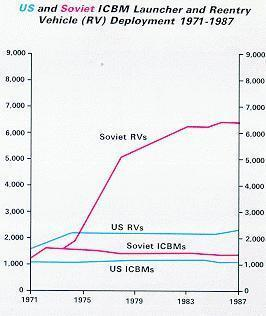 US and Soviet ICBM Launcher and Reentry
Vehicle (RV) Deployment 1971-1987
9,000 9,000
8,000 8,000
7,000 7,000
Soviet RVs
6,000 6,000
5,000 5,000
4,000 4,000
3,000 3,000
US RVs
2,000 2,000
Soviet ICBMs
1,000 1,000
US ICBMs
0 0
1971 1975 1979 1983 1987